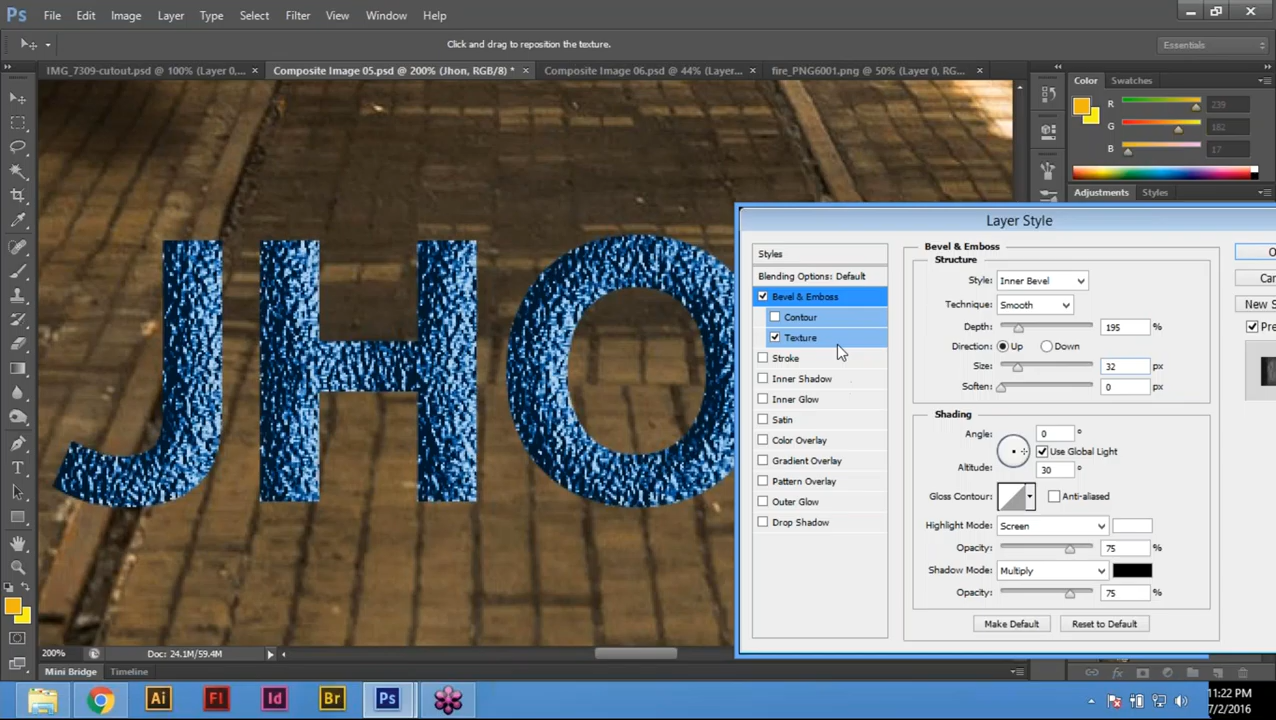 Ps File Edit Image Layer Type Select Filter View Window Help
Click and drag to reposition the texture.
Essentials
IMG_7309-cutout.psd @ 100% (Layer 0,... × Composite Image 05.psd @ 200% (Jhon, RGB/8) * × Composite Image 06.psd @ 44% (Layer... × fire_PNG6001.png @ 50% (Layer 0, RG... ×
Color Swatches
R 239
G 182
B 17
Adjustments Styles
JHO
Layer Style
Styles
Blending Options: Default
Bevel & Emboss
Contour
Texture
Stroke
Inner Shadow
Inner Glow
Satin
Color Overlay
Gradient Overlay
Pattern Overlay
Outer Glow
Drop Shadow
Bevel & Emboss
Structure
Style: Inner Bevel
Technique: Smooth
Depth: 195 %
Direction: Up Down
Size: 32 px
Soften: 0 px
Shading
Angle: 0 °
Use Global Light
Altitude: 30 °
Gloss Contour: Anti-aliased
Highlight Mode: Screen
Opacity: 75 %
Shadow Mode: Multiply
Opacity: 75 %
Make Default Reset to Default
O
Can
New S
Pre
200% Doc: 24.1M/59.4M
Mini Bridge Timeline
fx
Ai Fl Id Br Ps
11:22 PM
7/2/2016